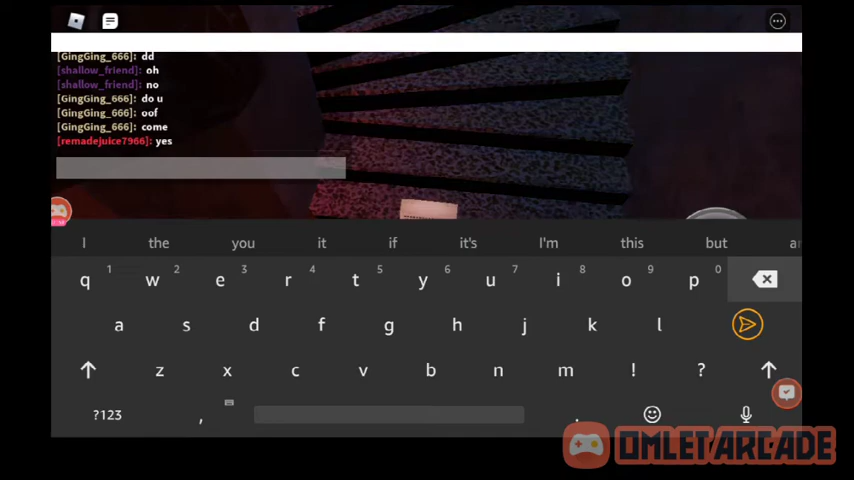 [GingGing_666]: dd
[shallow_friend]: oh
[shallow_friend]: no
[GingGing_666]: do u
[GingGing_666]: oof
[GingGing_666]: come
[remadejuice7966]: yes
I the you it if it's I'm this but
1 2 3 4 5 6 7 8 9 0
q w e r t y u i o p
a s d f g h j k l
z x c v b n m ! ?
?123 , .
OMLET ARCADE